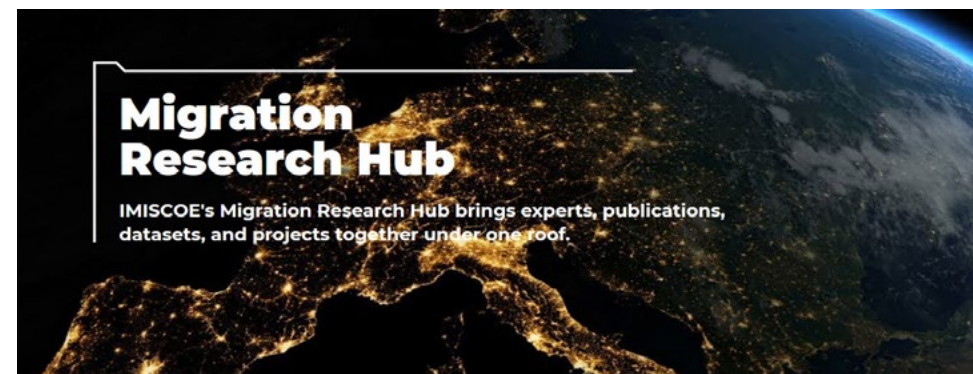 Migration
Research Hub
IMISCOE's Migration Research Hub brings experts, publications,
datasets, and projects together under one roof.